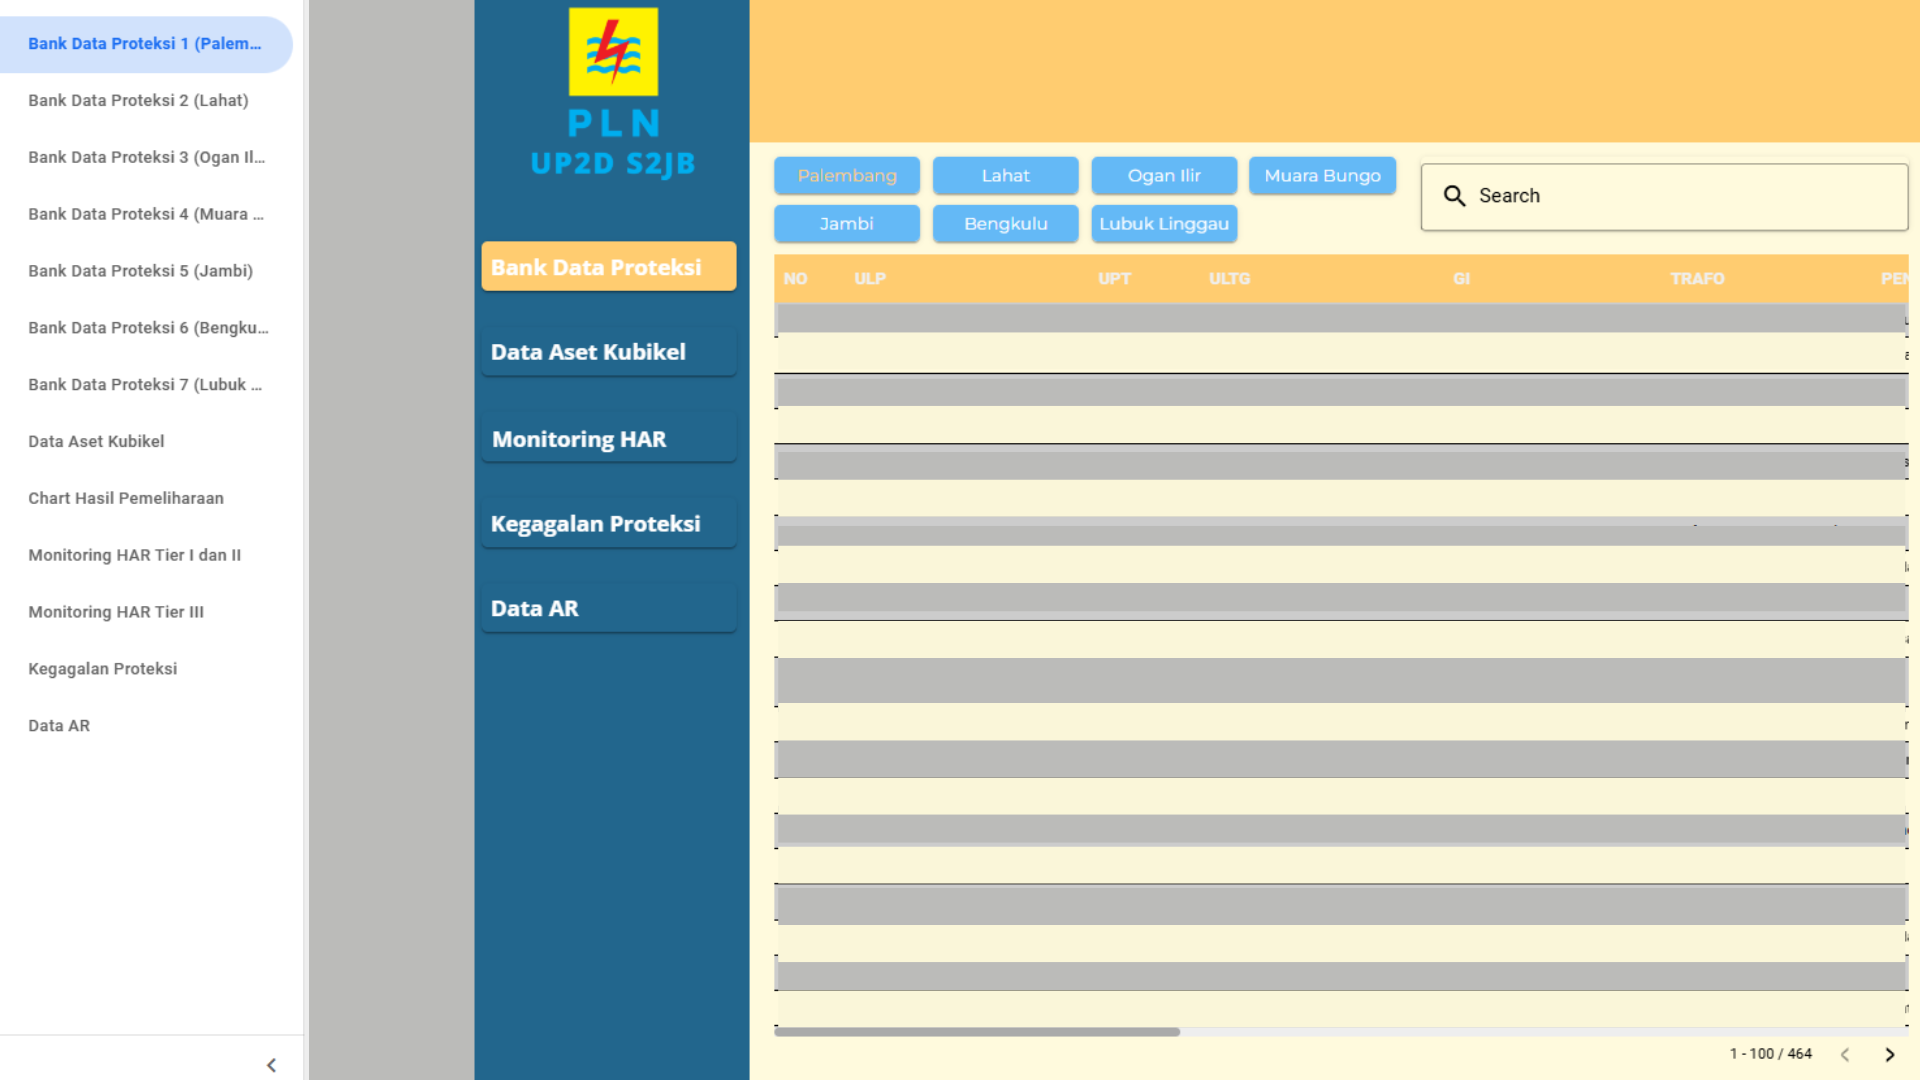 Bank Data Proteksi 1 (Palem...
Bank Data Proteksi 2 (Lahat)
Bank Data Proteksi 3 (Ogan Il...
Bank Data Proteksi 4 (Muara ...
Bank Data Proteksi 5 (Jambi)
Bank Data Proteksi 6 (Bengku...
Bank Data Proteksi 7 (Lubuk ...
Data Aset Kubikel
Chart Hasil Pemeliharaan
Monitoring HAR Tier I dan II
Monitoring HAR Tier III
Kegagalan Proteksi
Data AR
PLN
UP2D S2JB
Bank Data Proteksi
Data Aset Kubikel
Monitoring HAR
Kegagalan Proteksi
Data AR
Palembang Lahat Ogan Ilir Muara Bungo
Jambi Bengkulu Lubuk Linggau
Search
NO ULP UPT ULTG GI TRAFO
1 - 100 / 464